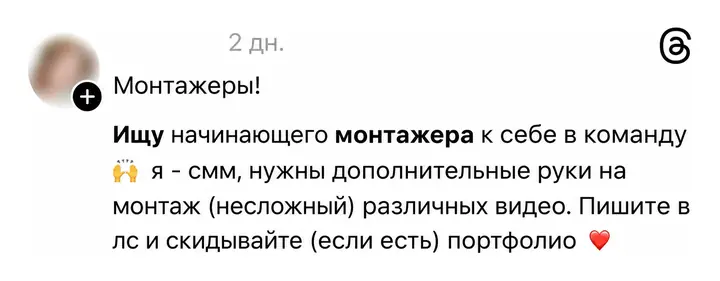 2 дн.
Монтажеры!
Ищу начинающего монтажера к себе в команду
🙌 я - смм, нужны дополнительные руки на
монтаж (несложный) различных видео. Пишите в
лс и скидывайте (если есть) портфолио ❤️